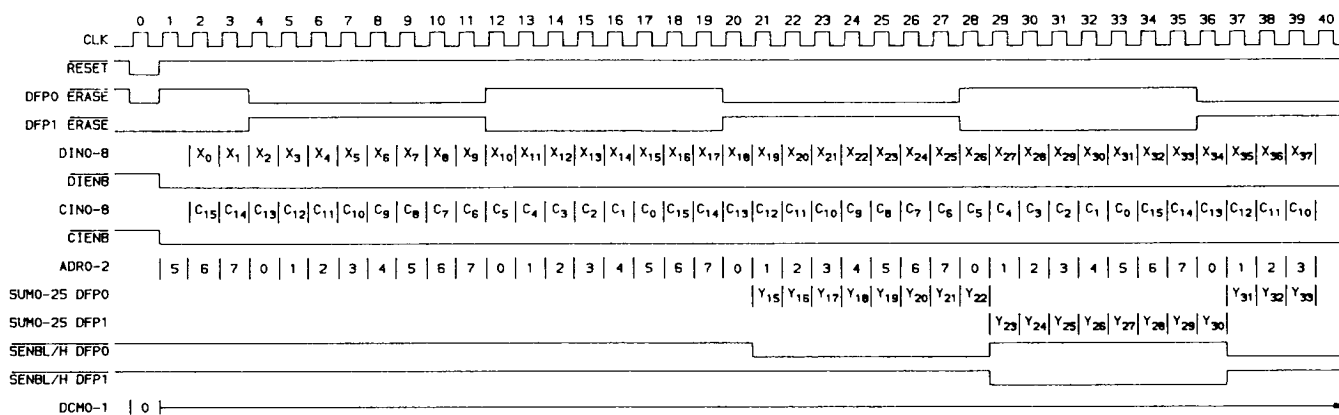 0 1 2 3 4 5 6 7 8 9 10 11 12 13 14 15 16 17 18 19 20 21 22 23 24 25 26 27 28 29 30 31 32 33 34 35 36 37 38 39 40
CLK
RESET
DFP0 ERASE
DFP1 ERASE
DIN0-8 X0 X1 X2 X3 X4 X5 X6 X7 X8 X9 X10 X11 X12 X13 X14 X15 X16 X17 X18 X19 X20 X21 X22 X23 X24 X25 X26 X27 X28 X29 X30 X31 X32 X33 X34 X35 X36 X37
DIENB
CIN0-8 C15 C14 C13 C12 C11 C10 C9 C8 C7 C6 C5 C4 C3 C2 C1 C0 C15 C14 C13 C12 C11 C10 C9 C8 C7 C6 C5 C4 C3 C2 C1 C0 C15 C14 C13 C12 C11 C10
CIENB
ADR0-2 5 6 7 0 1 2 3 4 5 6 7 0 1 2 3 4 5 6 7 0 1 2 3 4 5 6 7 0 1 2 3 4 5 6 7 0 1 2 3
SUM0-25 DFP0 Y15 Y16 Y17 Y18 Y19 Y20 Y21 Y22 Y31 Y32 Y33
SUM0-25 DFP1 Y23 Y24 Y25 Y26 Y27 Y28 Y29 Y30
SENBL/H DFP0
SENBL/H DFP1
DCM0-1 0